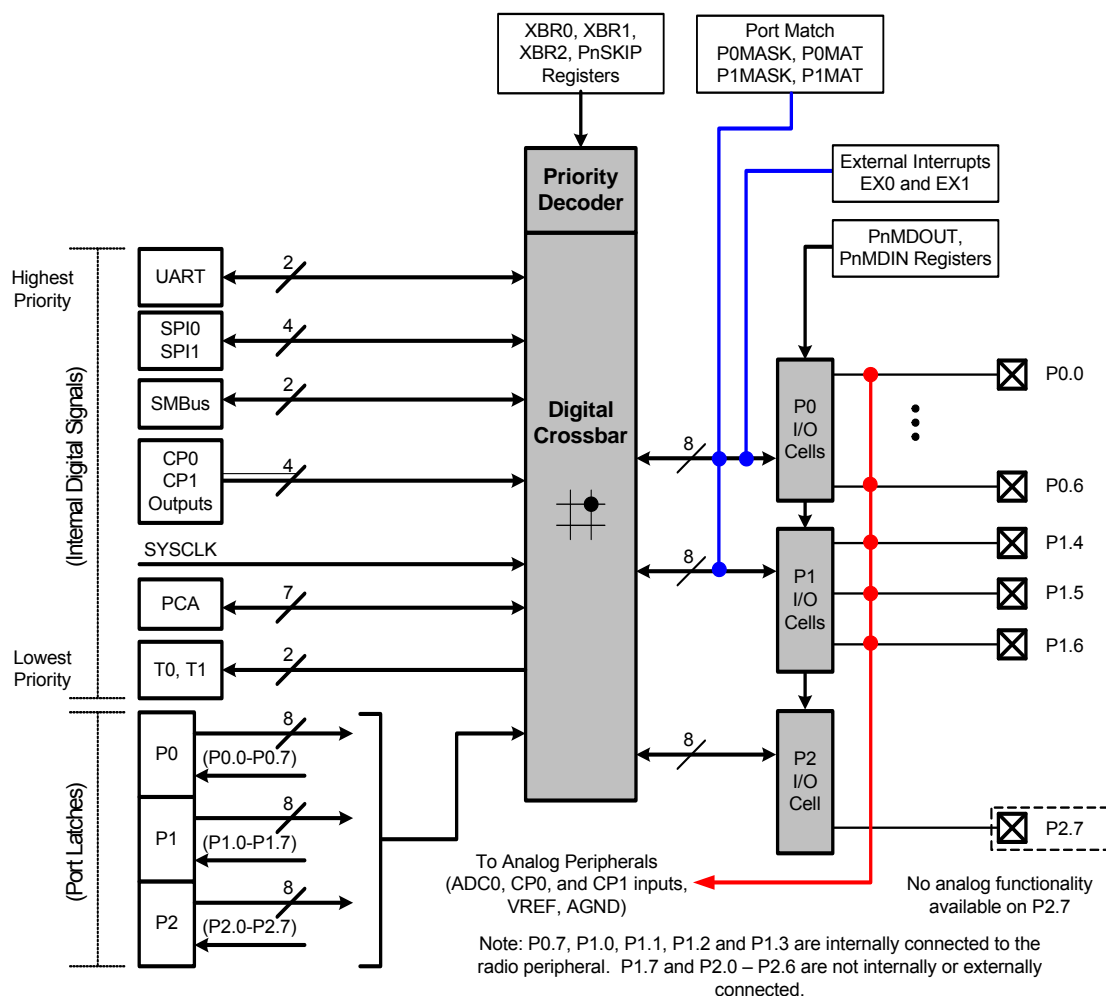 XBR0, XBR1,
XBR2, PnSKIP
Registers
Port Match
P0MASK, P0MAT
P1MASK, P1MAT
External Interrupts
EX0 and EX1
Priority
Decoder
PnMDOUT,
PnMDIN Registers
Highest
Priority
(Internal Digital Signals)
Lowest
Priority
UART
2
SPI0
SPI1
4
SMBus
2
CP0
CP1
Outputs
4
SYSCLK
PCA
7
T0, T1
2
Digital
Crossbar
8
P0
I/O
Cells
P0.0
P0.6
8
P1
I/O
Cells
P1.4
P1.5
P1.6
8
P2
I/O
Cell
P2.7
(Port Latches)
P0
8
(P0.0-P0.7)
P1
8
(P1.0-P1.7)
P2
8
(P2.0-P2.7)
To Analog Peripherals
(ADC0, CP0, and CP1 inputs,
VREF, AGND)
No analog functionality
available on P2.7
Note: P0.7, P1.0, P1.1, P1.2 and P1.3 are internally connected to the
radio peripheral.  P1.7 and P2.0 – P2.6 are not internally or externally
connected.